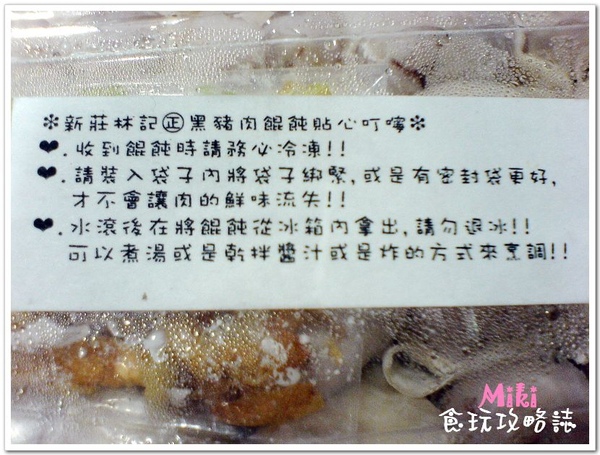 ❇新莊林記㊣黑豬肉餛飩貼心叮嚀❇
❤.收到餛飩時請務必冷凍!!
❤.請裝入袋子內將袋子綁緊,或是有密封袋更好,
才不會讓肉的鮮味流失!!
❤.水滾後在將餛飩從冰箱內拿出,請勿退冰!!
可以煮湯或是乾拌醬汁或是炸的方式來烹調!!
Miki
食玩攻略誌